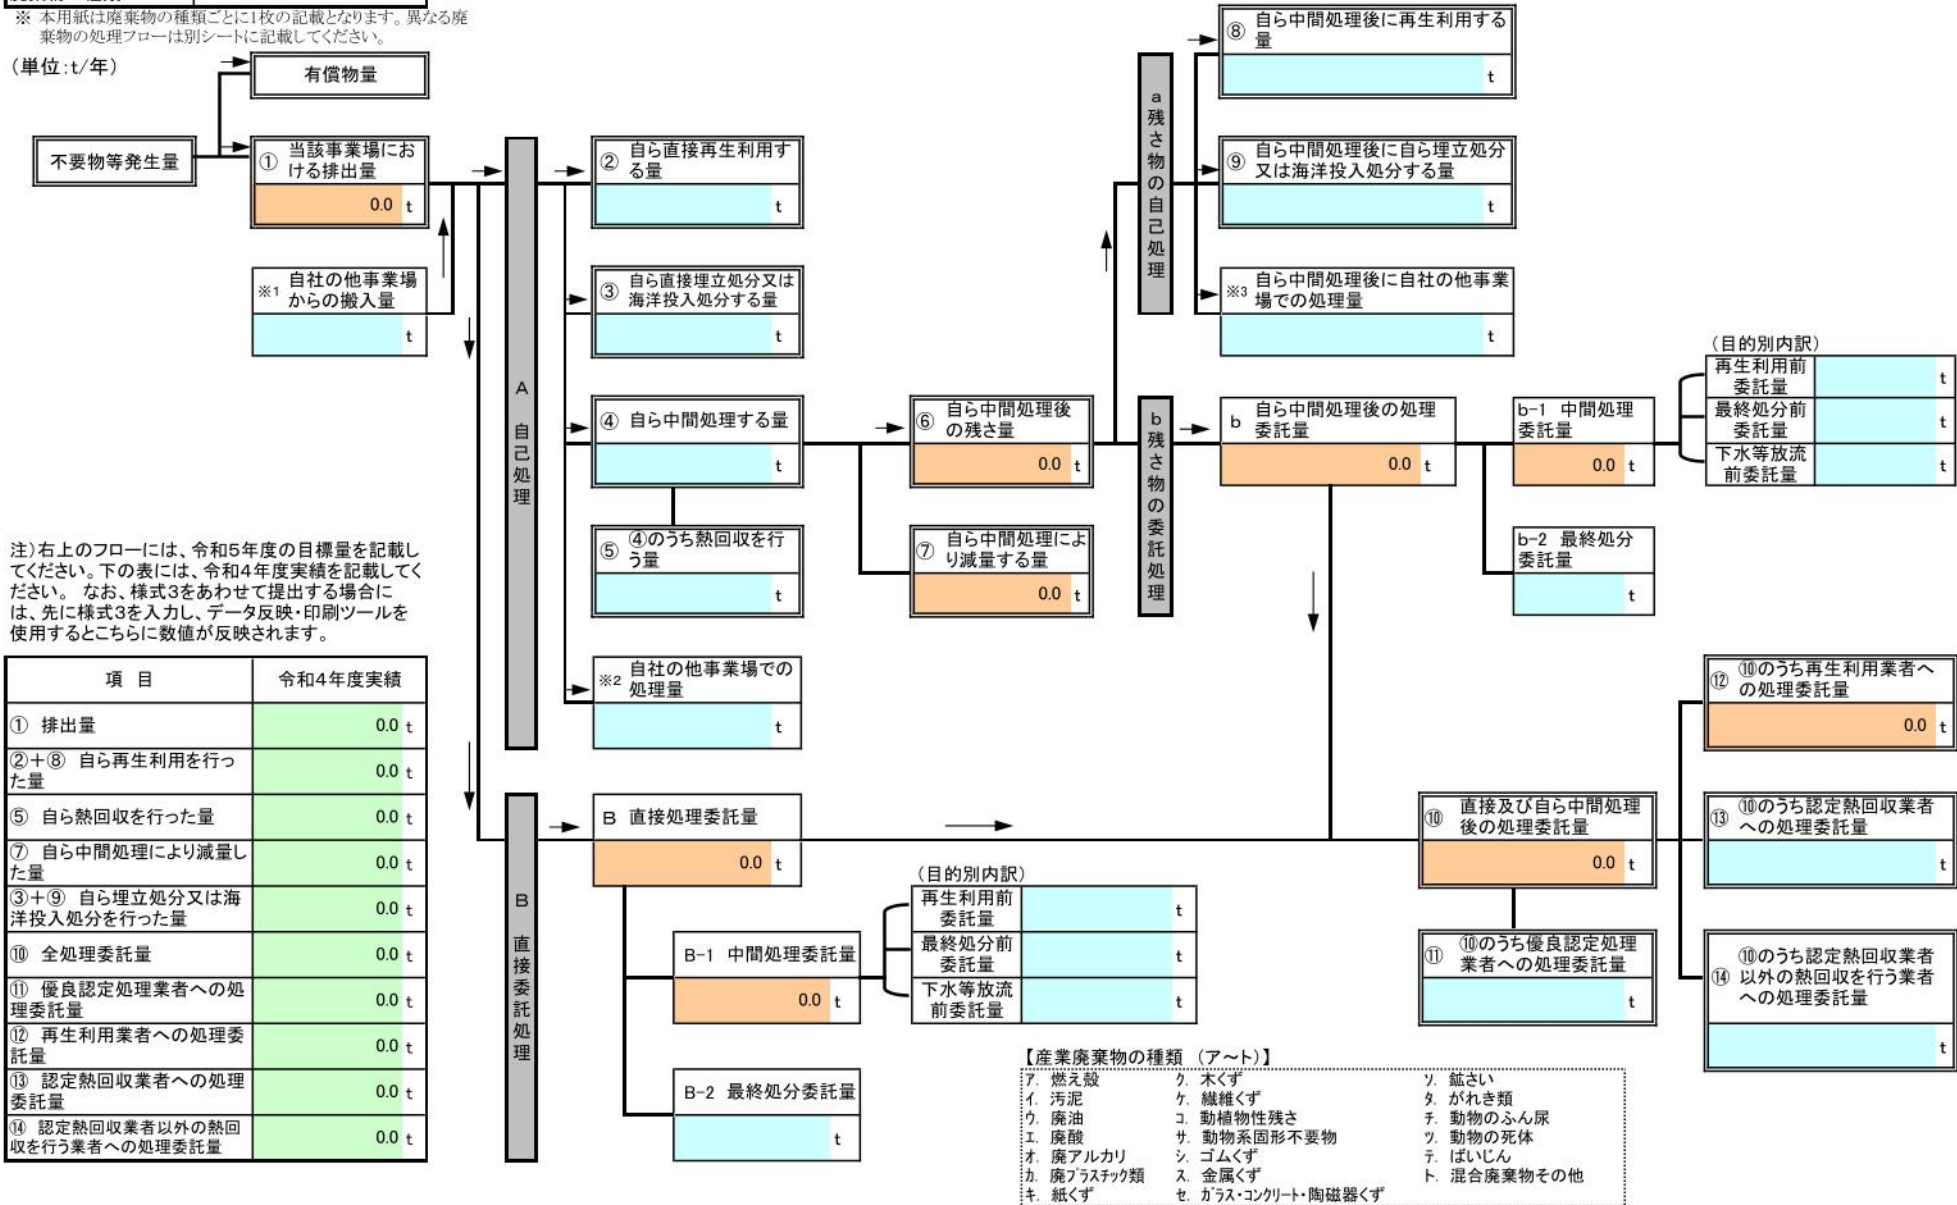 ※ 本用紙は廃棄物の種類ごとに1枚の記載となります。異なる廃
棄物の処理フローは別シートに記載してください。
(単位:t/年)
有償物量
不要物等発生量
① 当該事業場にお
ける排出量
0.0 t
※1 自社の他事業場
からの搬入量
t
A 自己処理
② 自ら直接再生利用す
る量
t
③ 自ら直接埋立処分又は
海洋投入処分する量
t
④ 自ら中間処理する量
t
⑤ ④のうち熱回収を行
う量
t
※2 自社の他事業場での
処理量
t
⑥ 自ら中間処理後
の残さ量
0.0 t
⑦ 自ら中間処理によ
り減量する量
0.0 t
a 残さ物の自己処理
⑧ 自ら中間処理後に再生利用する
量
t
⑨ 自ら中間処理後に自ら埋立処分
又は海洋投入処分する量
t
※3 自ら中間処理後に自社の他事業
場での処理量
t
b 残さ物の委託処理
b 自ら中間処理後の処理
委託量
0.0 t
b-1 中間処理
委託量
0.0 t
b-2 最終処分
委託量
t
(目的別内訳)
再生利用前
委託量
t
最終処分前
委託量
t
下水等放流
前委託量
t
注)右上のフローには、令和5年度の目標量を記載し
てください。下の表には、令和4年度実績を記載してく
ださい。 なお、様式3をあわせて提出する場合に
は、先に様式3を入力し、データ反映・印刷ツールを
使用するとこちらに数値が反映されます。
項 目 令和4年度実績
① 排出量 0.0 t
②+⑧ 自ら再生利用を行っ
た量 0.0 t
⑤ 自ら熱回収を行った量 0.0 t
⑦ 自ら中間処理により減量し
た量 0.0 t
③+⑨ 自ら埋立処分又は海
洋投入処分を行った量 0.0 t
⑩ 全処理委託量 0.0 t
⑪ 優良認定処理業者への処
理委託量 0.0 t
⑫ 再生利用業者への処理委
託量 0.0 t
⑬ 認定熱回収業者への処理
委託量 0.0 t
⑭ 認定熱回収業者以外の熱回
収を行う業者への処理委託量 0.0 t
B 直接委託処理
B 直接処理委託量
0.0 t
B-1 中間処理委託量
0.0 t
B-2 最終処分委託量
t
(目的別内訳)
再生利用前
委託量
t
最終処分前
委託量
t
下水等放流
前委託量
t
⑩ 直接及び自ら中間処理
後の処理委託量
0.0 t
⑪ ⑩のうち優良認定処理
業者への処理委託量
t
⑫ ⑩のうち再生利用業者へ
の処理委託量
0.0 t
⑬ ⑩のうち認定熱回収業者
への処理委託量
t
⑭ ⑩のうち認定熱回収業者
以外の熱回収を行う業者
への処理委託量
t
【産業廃棄物の種類 (ア~ト)】
ア. 燃え殻 ク. 木くず ソ. 鉱さい
イ. 汚泥 ケ. 繊維くず タ. がれき類
ウ. 廃油 コ. 動植物性残さ チ. 動物のふん尿
エ. 廃酸 サ. 動物系固形不要物 ツ. 動物の死体
オ. 廃アルカリ シ. ゴムくず テ. ばいじん
カ. 廃プラスチック類 ス. 金属くず ト. 混合廃棄物その他
キ. 紙くず セ. ガラス・コンクリート・陶磁器くず